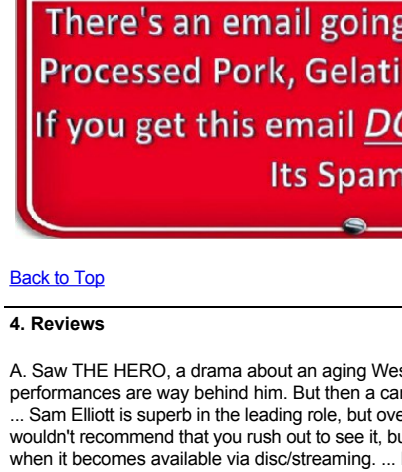 There's an email going
Processed Pork, Gelati
If you get this email
Its Spam
Back to Top
4. Reviews
A. Saw THE HERO, a drama about an aging Wes
performances are way behind him. But then a car
... Sam Elliott is superb in the leading role, but ove
wouldn't recommend that you rush out to see it, bu
when it becomes available via disc/streaming. ...